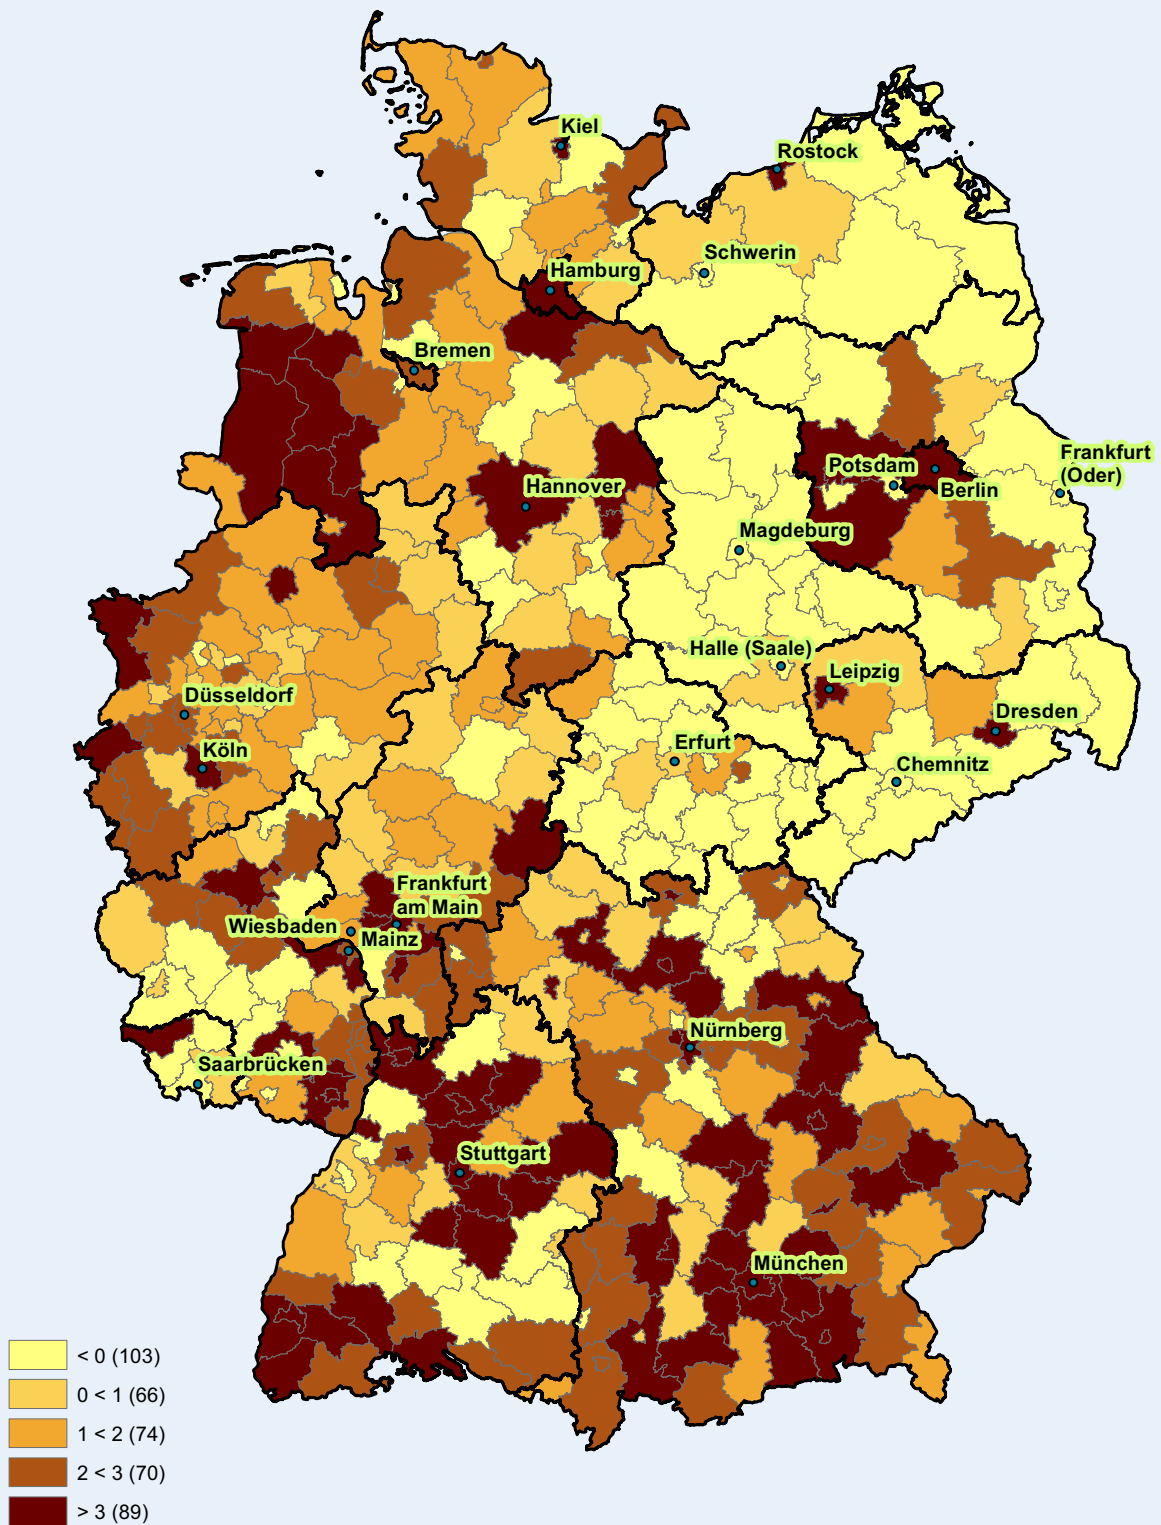 Kiel
Rostock
Schwerin
Hamburg
Bremen
Frankfurt
(Oder)
Potsdam
Berlin
Hannover
Magdeburg
Halle (Saale)
Leipzig
Düsseldorf
Dresden
Köln
Erfurt
Chemnitz
Frankfurt
am Main
Wiesbaden
Mainz
Nürnberg
Saarbrücken
Stuttgart
München
< 0 (103)
0 < 1 (66)
1 < 2 (74)
2 < 3 (70)
> 3 (89)